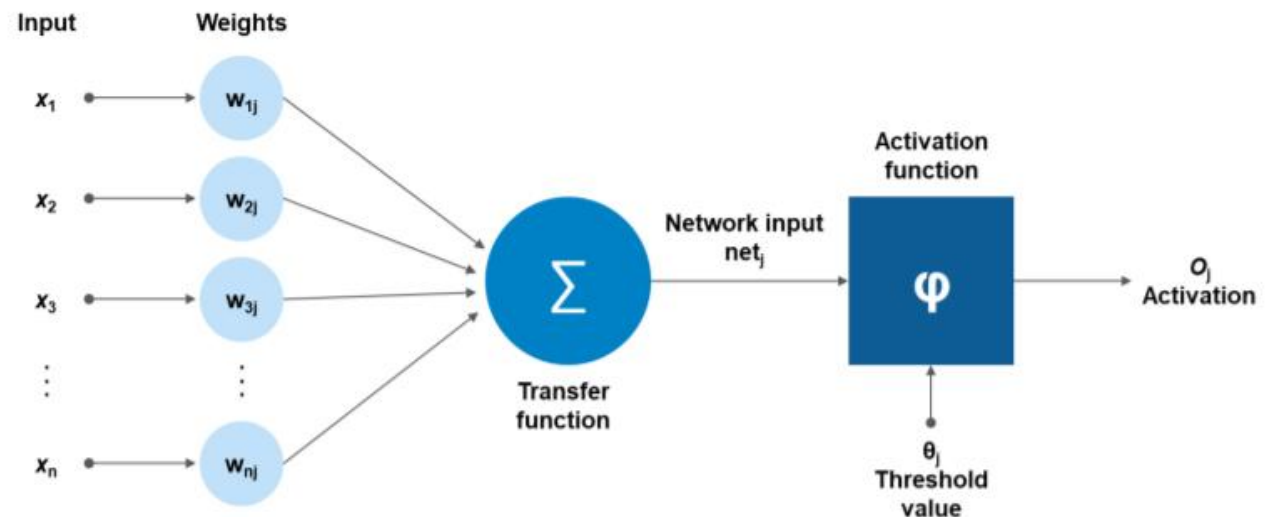 Input
Weights
x₁
w₁ⱼ
x₂
w₂ⱼ
x₃
w₃ⱼ
⋮
⋮
xₙ
wₙⱼ
∑
Transfer
function
Network input
netⱼ
Activation
function
φ
θⱼ
Threshold
value
Oⱼ
Activation